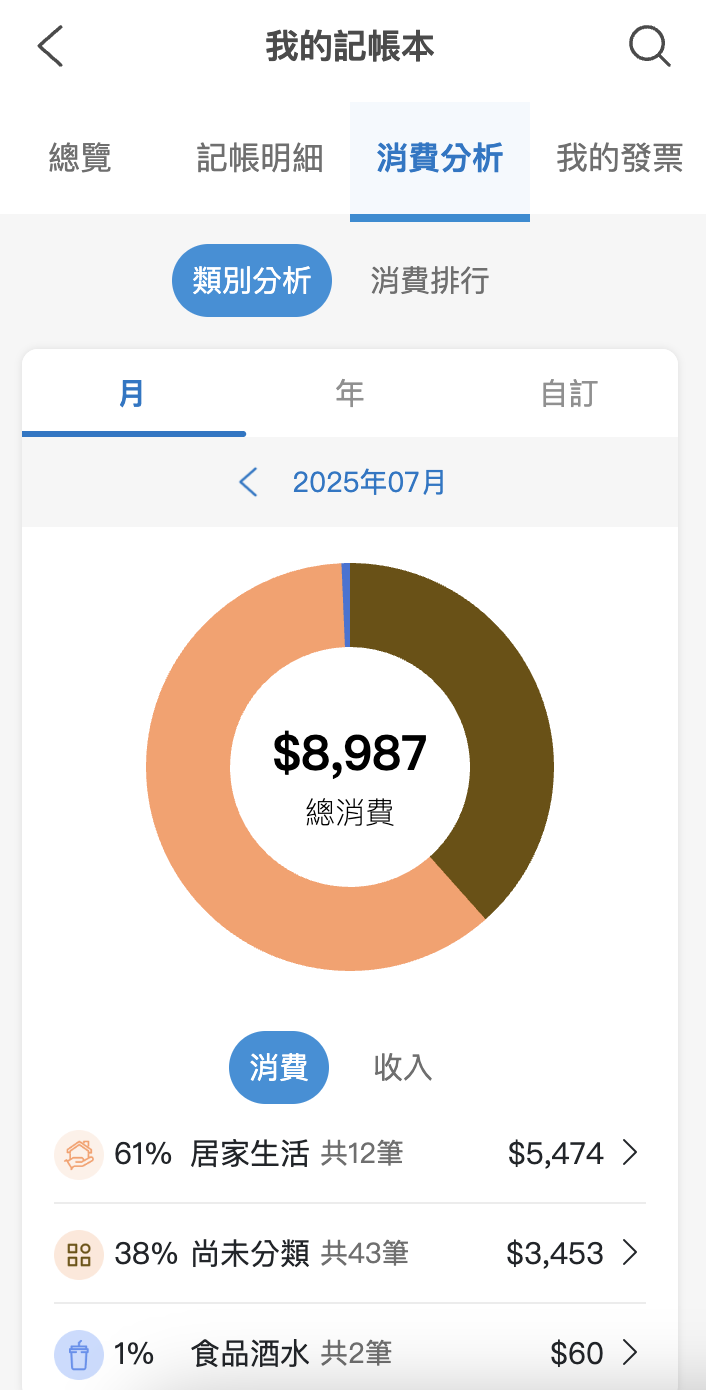 我的記帳本
總覽 記帳明細 消費分析 我的發票
類別分析 消費排行
月 年 自訂
2025年07月
$8,987
總消費
消費 收入
61% 居家生活 共12筆 $5,474
38% 尚未分類 共43筆 $3,453
1% 食品酒水 共2筆 $60